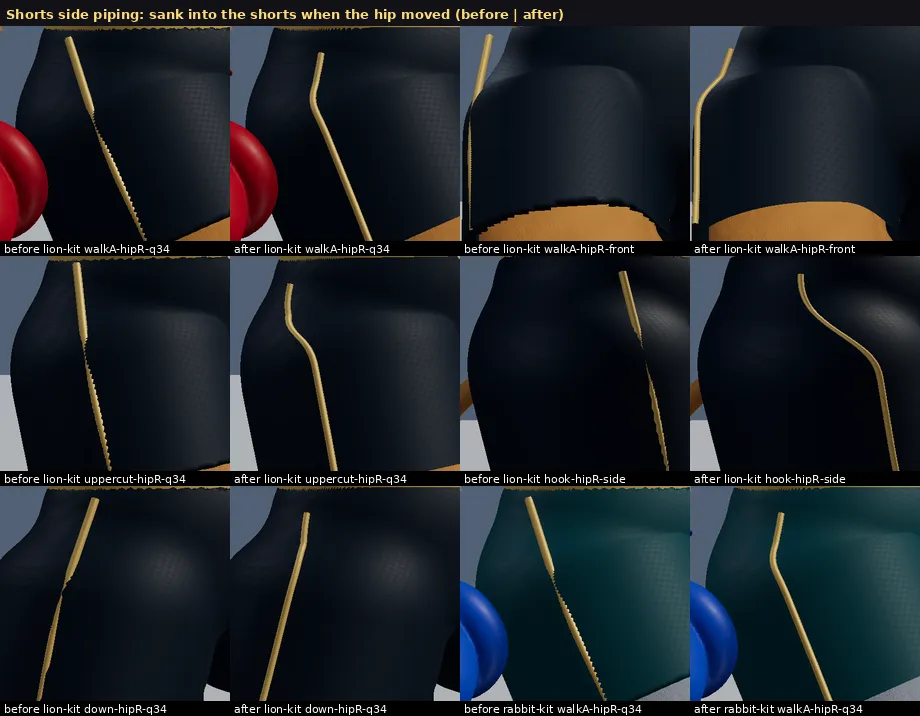 Shorts side piping: sank into the shorts when the hip moved (before | after)
before lion-kit walkA-hipR-q34
after lion-kit walkA-hipR-q34
before lion-kit walkA-hipR-front
after lion-kit walkA-hipR-front
before lion-kit uppercut-hipR-q34
after lion-kit uppercut-hipR-q34
before lion-kit hook-hipR-side
after lion-kit hook-hipR-side
before lion-kit down-hipR-q34
after lion-kit down-hipR-q34
before rabbit-kit walkA-hipR-q34
after rabbit-kit walkA-hipR-q34